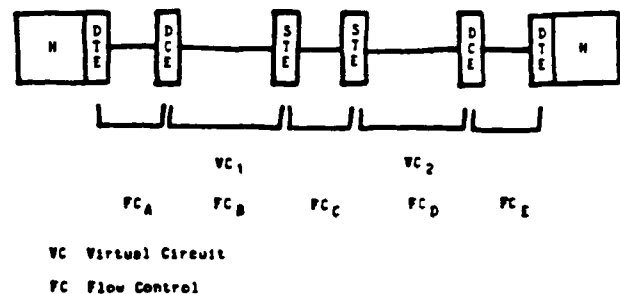 H DTE DCE STE STE DCE DTE H
VC1 VC2
FCA FCB FCC FCD FCE
VC Virtual Circuit
FC Flow Control